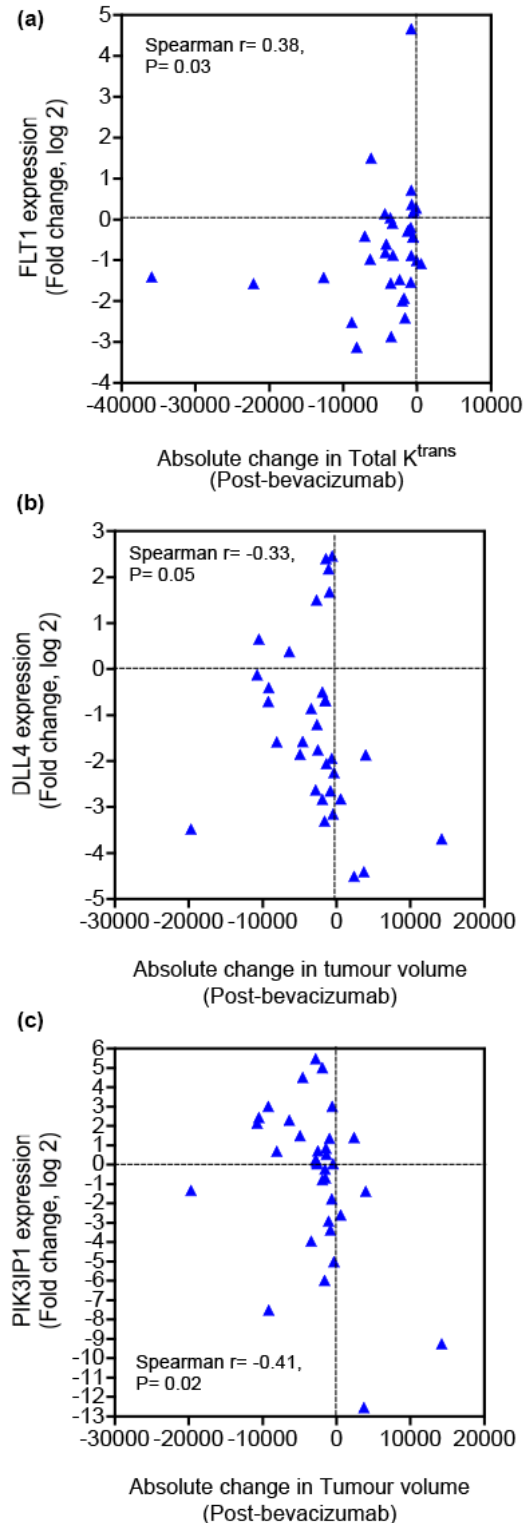 (a)
Spearman r= 0.38,
P= 0.03
FLT1 expression
(Fold change, log 2)
5
4
3
2
1
0
-1
-2
-3
-4
-40000 -30000 -20000 -10000 0 10000
Absolute change in Total Ktrans
(Post-bevacizumab)
(b)
Spearman r= -0.33,
P= 0.05
DLL4 expression
(Fold change, log 2)
3
2
1
0
-1
-2
-3
-4
-5
-30000 -20000 -10000 0 10000 20000
Absolute change in tumour volume
(Post-bevacizumab)
(c)
PIK3IP1 expression
(Fold change, log 2)
6
5
4
3
2
1
0
-1
-2
-3
-4
-5
-6
-7
-8
-9
-10
-11
-12
-13
Spearman r= -0.41,
P= 0.02
-30000 -20000 -10000 0 10000 20000
Absolute change in Tumour volume
(Post-bevacizumab)